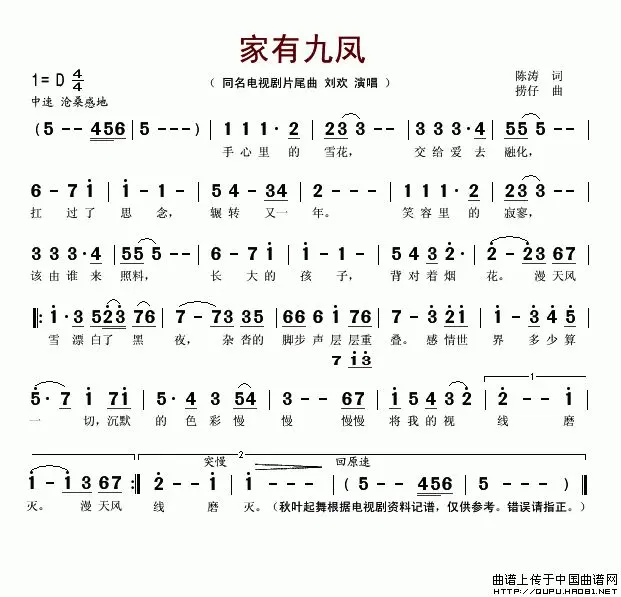 家有九凤
1= D 4/4
（ 同名电视剧片尾曲 刘欢 演唱 ）
陈涛 词
中速 沧桑感地
捞仔 曲
( 5 - - 456 | 5 - - - ) | 1 1 1 · 2 | 2 3 3 - | 3 3 3 · 4 | 5 5 5 - |
手心里 的 雪花， 交给爱 去 融化，
6 - 7 i | i - 1 - | 5 4 - 34 | 2 - - - | 1 1 1 · 2 | 2 3 3 - |
扛 过了 思 念， 辗转 又一 年。 笑容里 的 寂寥，
3 3 3 · 4 | 55 5 - | 6 - 7 i | i - 7 - | 5 4 3 2 · | 2 - 23 67 |
该由谁 来 照料， 长 大的 孩 子， 背对着烟 花。 漫天风
|: i · 3 523 76 | 7 - 73 35 | 66 6 i 76 | 7 - 3 2i | i · 3 4 5 |
雪 漂白了 黑 夜， 杂沓的 脚步 声 层层重 叠。 感情世 界 多少算
7 i3
5 · 7 i 7i | 5 · 4 3 54 | 3 - - 67 | i 5 4 3 | 2 - - i |
一 切，沉默 的 色彩 慢 慢 慢慢 将 我的视 线 磨
1.
突慢 2 回原速
i - i 3 67 :| 2 - - i | i - - - | ( 5 - - 456 | 5 - - - ) |
灭。 漫 天风 线 磨 灭。（秋叶起舞根据电视剧资料记谱，仅供参考。错误请指正。）
曲谱上传于中国曲谱网
HTTP://QUPU.HAO81.NET